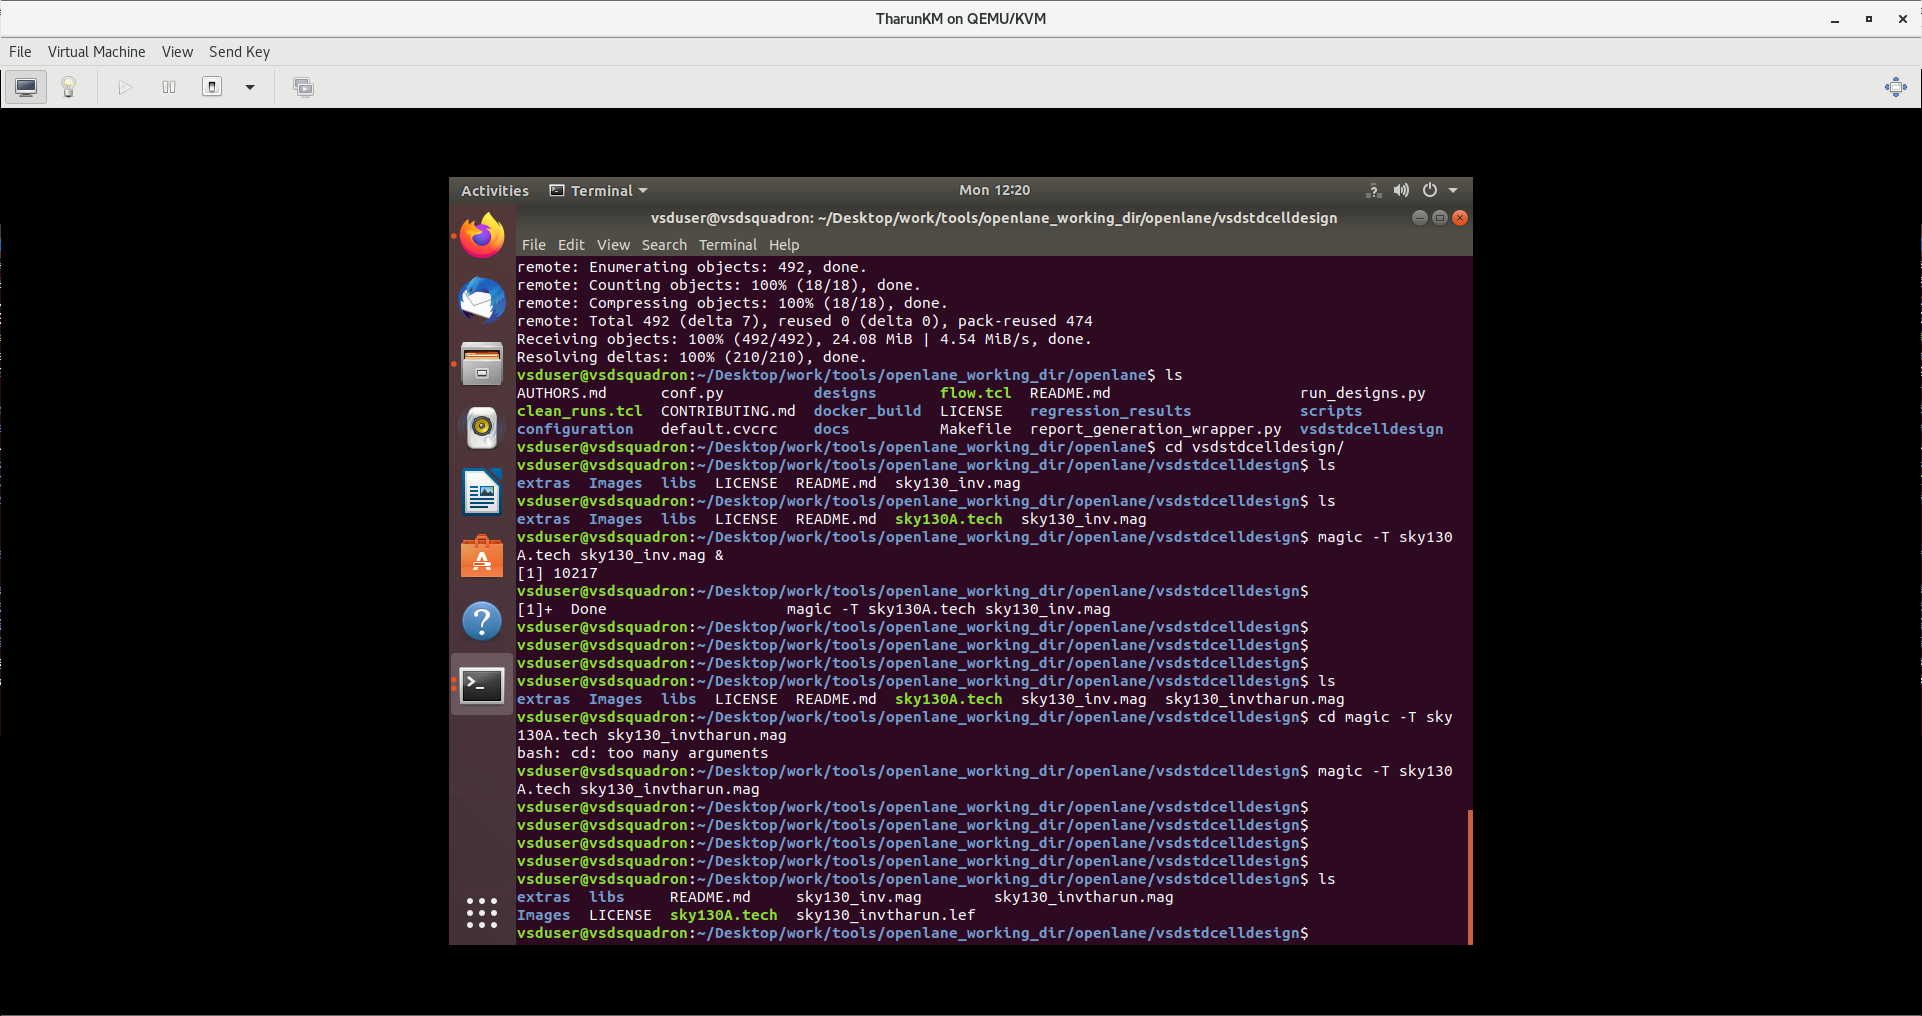 TharunKM on QEMU/KVM
File Virtual Machine View Send Key
Activities Terminal Mon 12:20
vsduser@vsdsquadron: ~/Desktop/work/tools/openlane_working_dir/openlane/vsdstdcelldesign
File Edit View Search Terminal Help
remote: Enumerating objects: 492, done.
remote: Counting objects: 100% (18/18), done.
remote: Compressing objects: 100% (18/18), done.
remote: Total 492 (delta 7), reused 0 (delta 0), pack-reused 474
Receiving objects: 100% (492/492), 24.08 MiB | 4.54 MiB/s, done.
Resolving deltas: 100% (210/210), done.
vsduser@vsdsquadron:~/Desktop/work/tools/openlane_working_dir/openlane$ ls
AUTHORS.md conf.py designs flow.tcl README.md run_designs.py
clean_runs.tcl CONTRIBUTING.md docker_build LICENSE regression_results scripts
configuration default.cvcrc docs Makefile report_generation_wrapper.py vsdstdcelldesign
vsduser@vsdsquadron:~/Desktop/work/tools/openlane_working_dir/openlane$ cd vsdstdcelldesign/
vsduser@vsdsquadron:~/Desktop/work/tools/openlane_working_dir/openlane/vsdstdcelldesign$ ls
extras Images libs LICENSE README.md sky130_inv.mag
vsduser@vsdsquadron:~/Desktop/work/tools/openlane_working_dir/openlane/vsdstdcelldesign$ ls
extras Images libs LICENSE README.md sky130A.tech sky130_inv.mag
vsduser@vsdsquadron:~/Desktop/work/tools/openlane_working_dir/openlane/vsdstdcelldesign$ magic -T sky130
A.tech sky130_inv.mag &
[1] 10217
vsduser@vsdsquadron:~/Desktop/work/tools/openlane_working_dir/openlane/vsdstdcelldesign$
[1]+ Done magic -T sky130A.tech sky130_inv.mag
vsduser@vsdsquadron:~/Desktop/work/tools/openlane_working_dir/openlane/vsdstdcelldesign$
vsduser@vsdsquadron:~/Desktop/work/tools/openlane_working_dir/openlane/vsdstdcelldesign$
vsduser@vsdsquadron:~/Desktop/work/tools/openlane_working_dir/openlane/vsdstdcelldesign$
vsduser@vsdsquadron:~/Desktop/work/tools/openlane_working_dir/openlane/vsdstdcelldesign$ ls
extras Images libs LICENSE README.md sky130A.tech sky130_inv.mag sky130_invtharun.mag
vsduser@vsdsquadron:~/Desktop/work/tools/openlane_working_dir/openlane/vsdstdcelldesign$ cd magic -T sky
130A.tech sky130_invtharun.mag
bash: cd: too many arguments
vsduser@vsdsquadron:~/Desktop/work/tools/openlane_working_dir/openlane/vsdstdcelldesign$ magic -T sky130
A.tech sky130_invtharun.mag
vsduser@vsdsquadron:~/Desktop/work/tools/openlane_working_dir/openlane/vsdstdcelldesign$
vsduser@vsdsquadron:~/Desktop/work/tools/openlane_working_dir/openlane/vsdstdcelldesign$
vsduser@vsdsquadron:~/Desktop/work/tools/openlane_working_dir/openlane/vsdstdcelldesign$
vsduser@vsdsquadron:~/Desktop/work/tools/openlane_working_dir/openlane/vsdstdcelldesign$
vsduser@vsdsquadron:~/Desktop/work/tools/openlane_working_dir/openlane/vsdstdcelldesign$ ls
extras libs README.md sky130_inv.mag sky130_invtharun.mag
Images LICENSE sky130A.tech sky130_invtharun.lef
vsduser@vsdsquadron:~/Desktop/work/tools/openlane_working_dir/openlane/vsdstdcelldesign$